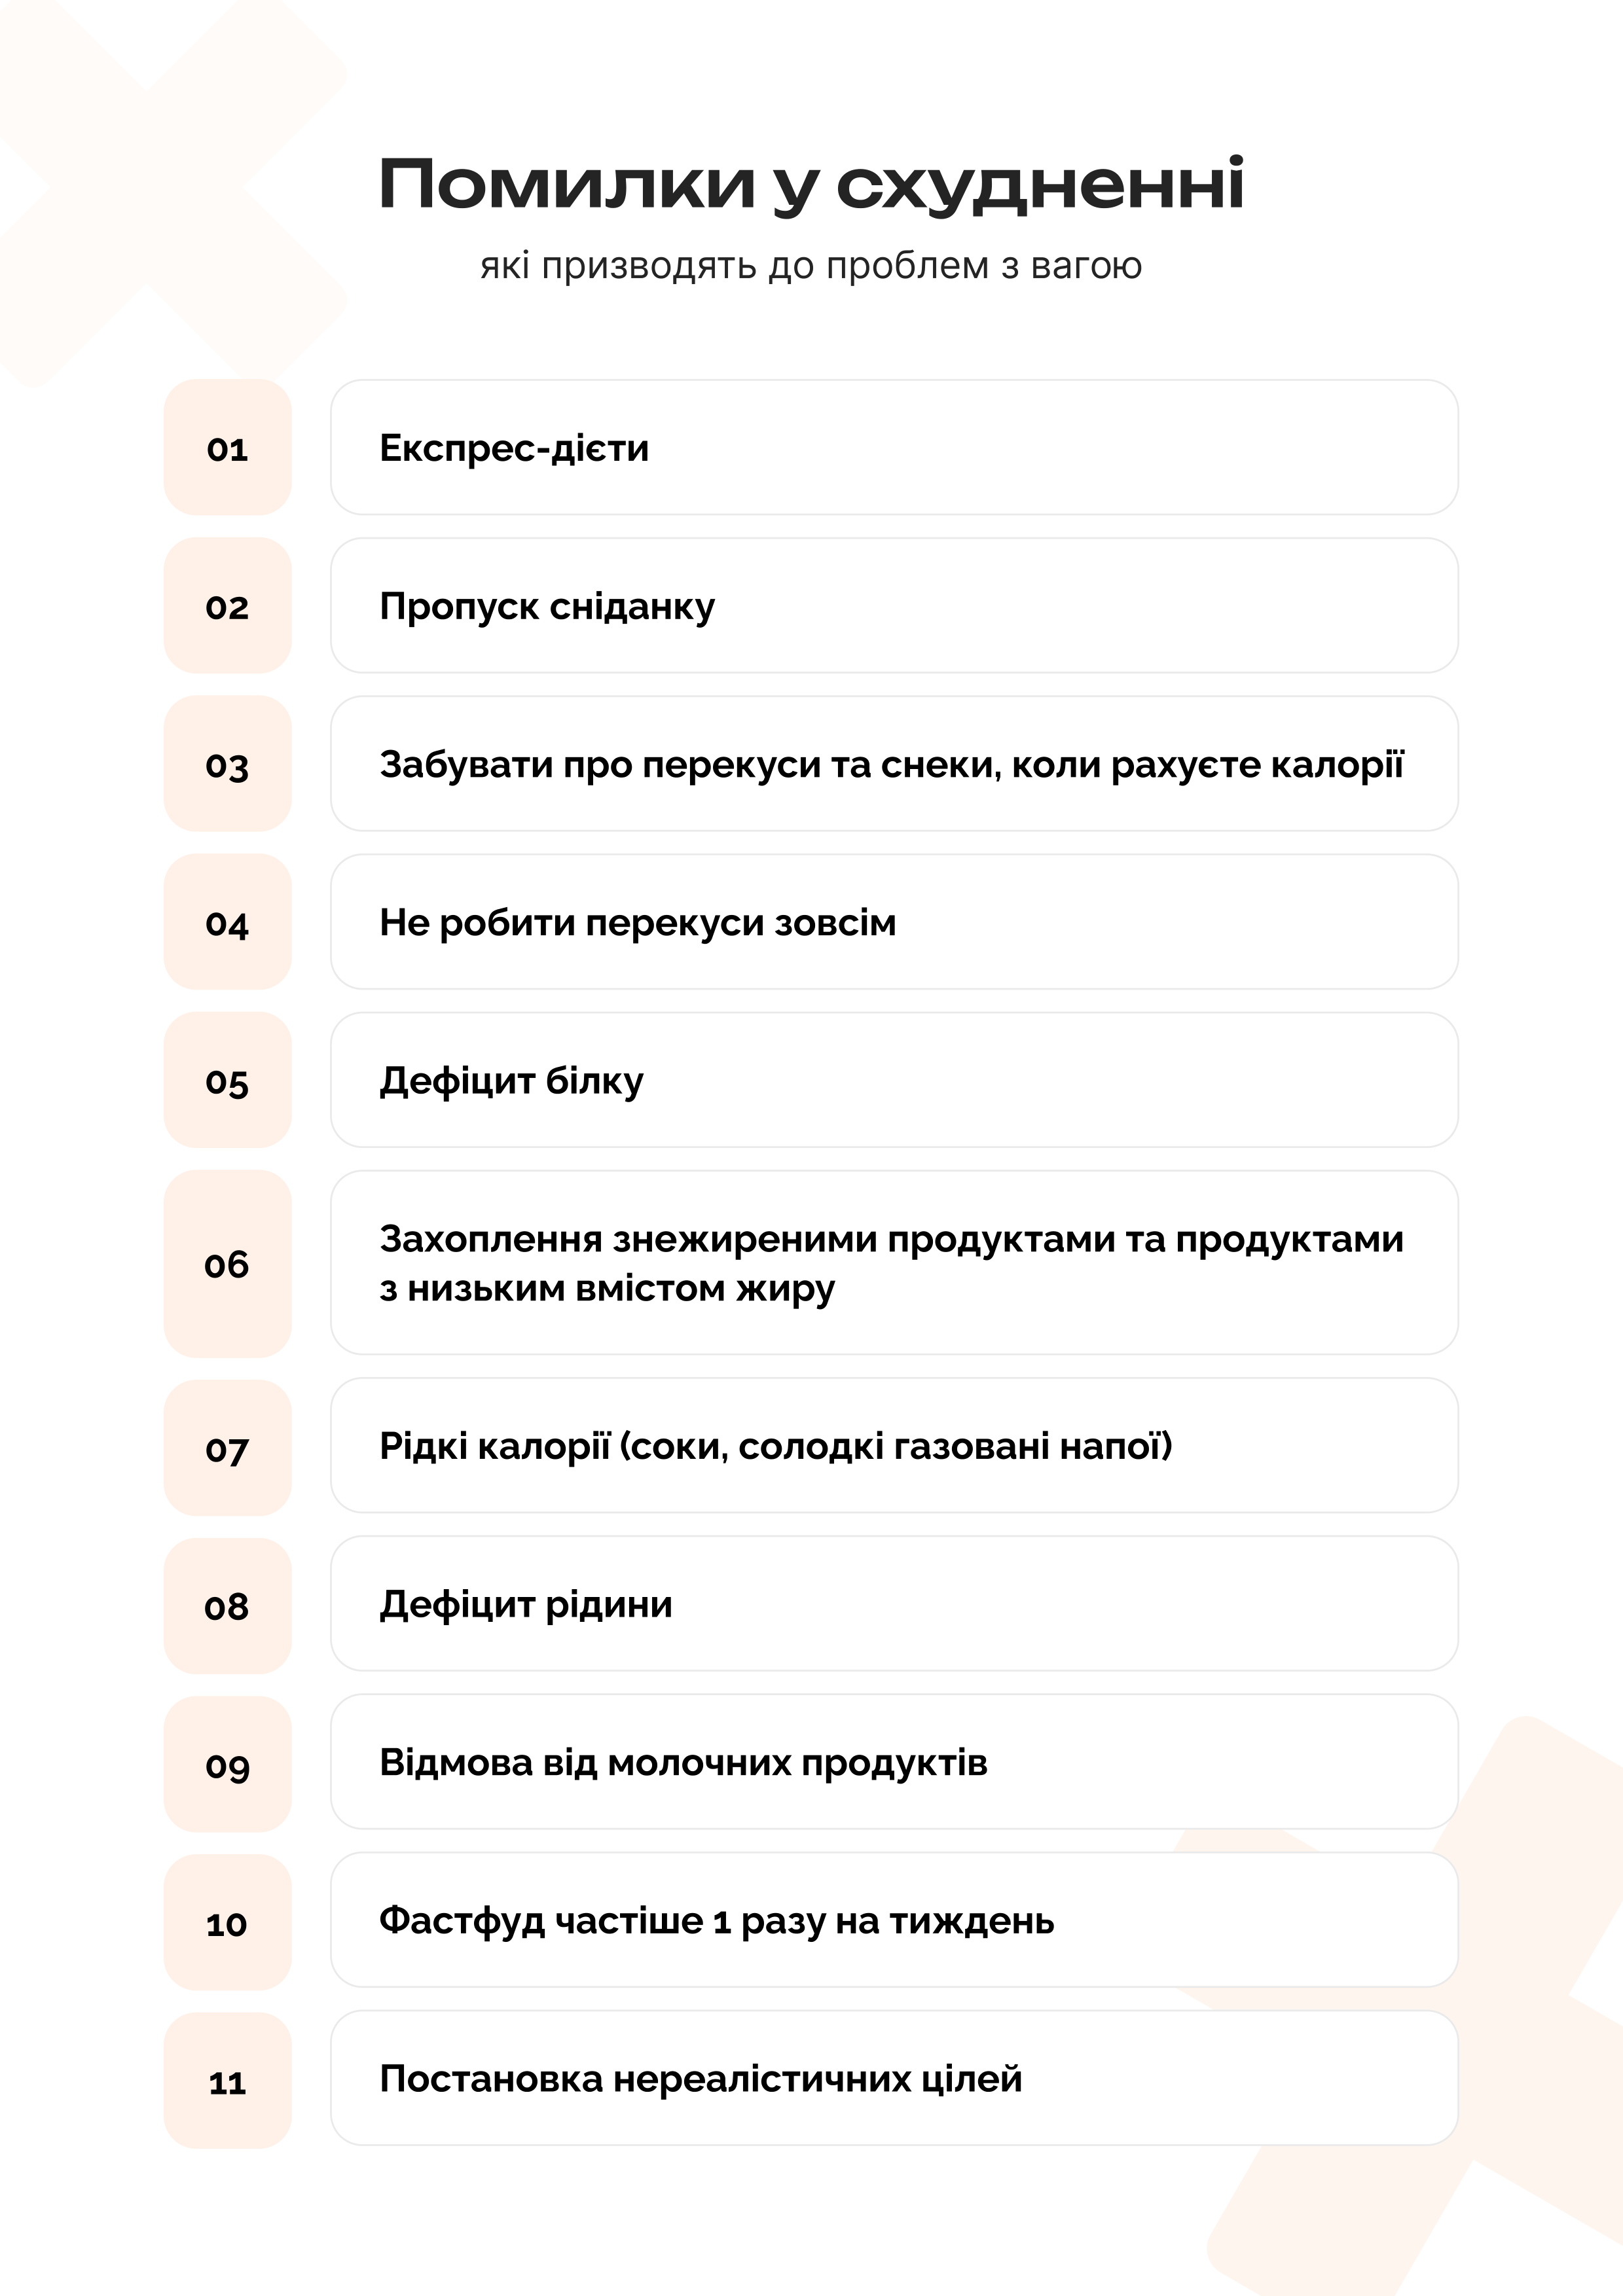 Помилки у схудненні
які призводять до проблем з вагою
01
Експрес-дієти
02
Пропуск сніданку
03
Забувати про перекуси та снеки, коли рахуєте калорії
04
Не робити перекуси зовсім
05
Дефіцит білку
06
Захоплення знежиреними продуктами та продуктами
з низьким вмістом жиру
07
Рідкі калорії (соки, солодкі газовані напої)
08
Дефіцит рідини
09
Відмова від молочних продуктів
10
Фастфуд частіше 1 разу на тиждень
11
Постановка нереалістичних цілей